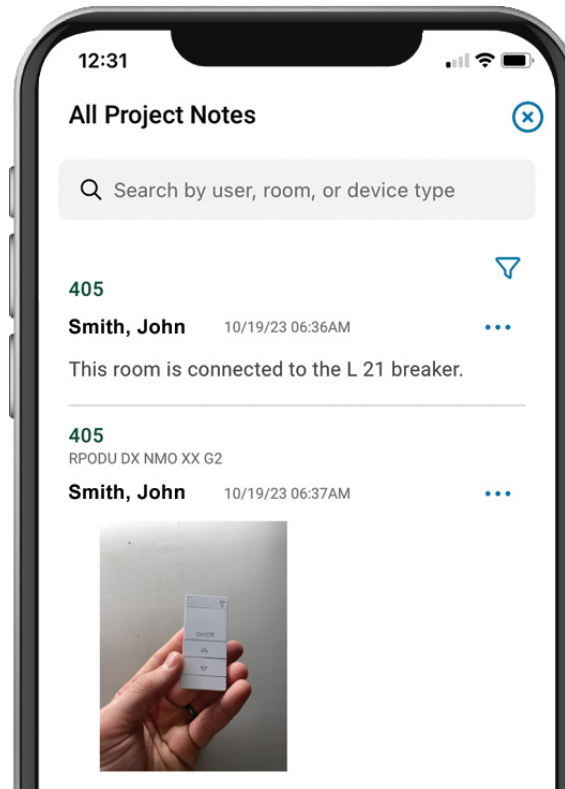 12:31
All Project Notes
Search by user, room, or device type
405
Smith, John 10/19/23 06:36AM
This room is connected to the L 21 breaker.
405
RPODU DX NMO XX G2
Smith, John 10/19/23 06:37AM
On/Off